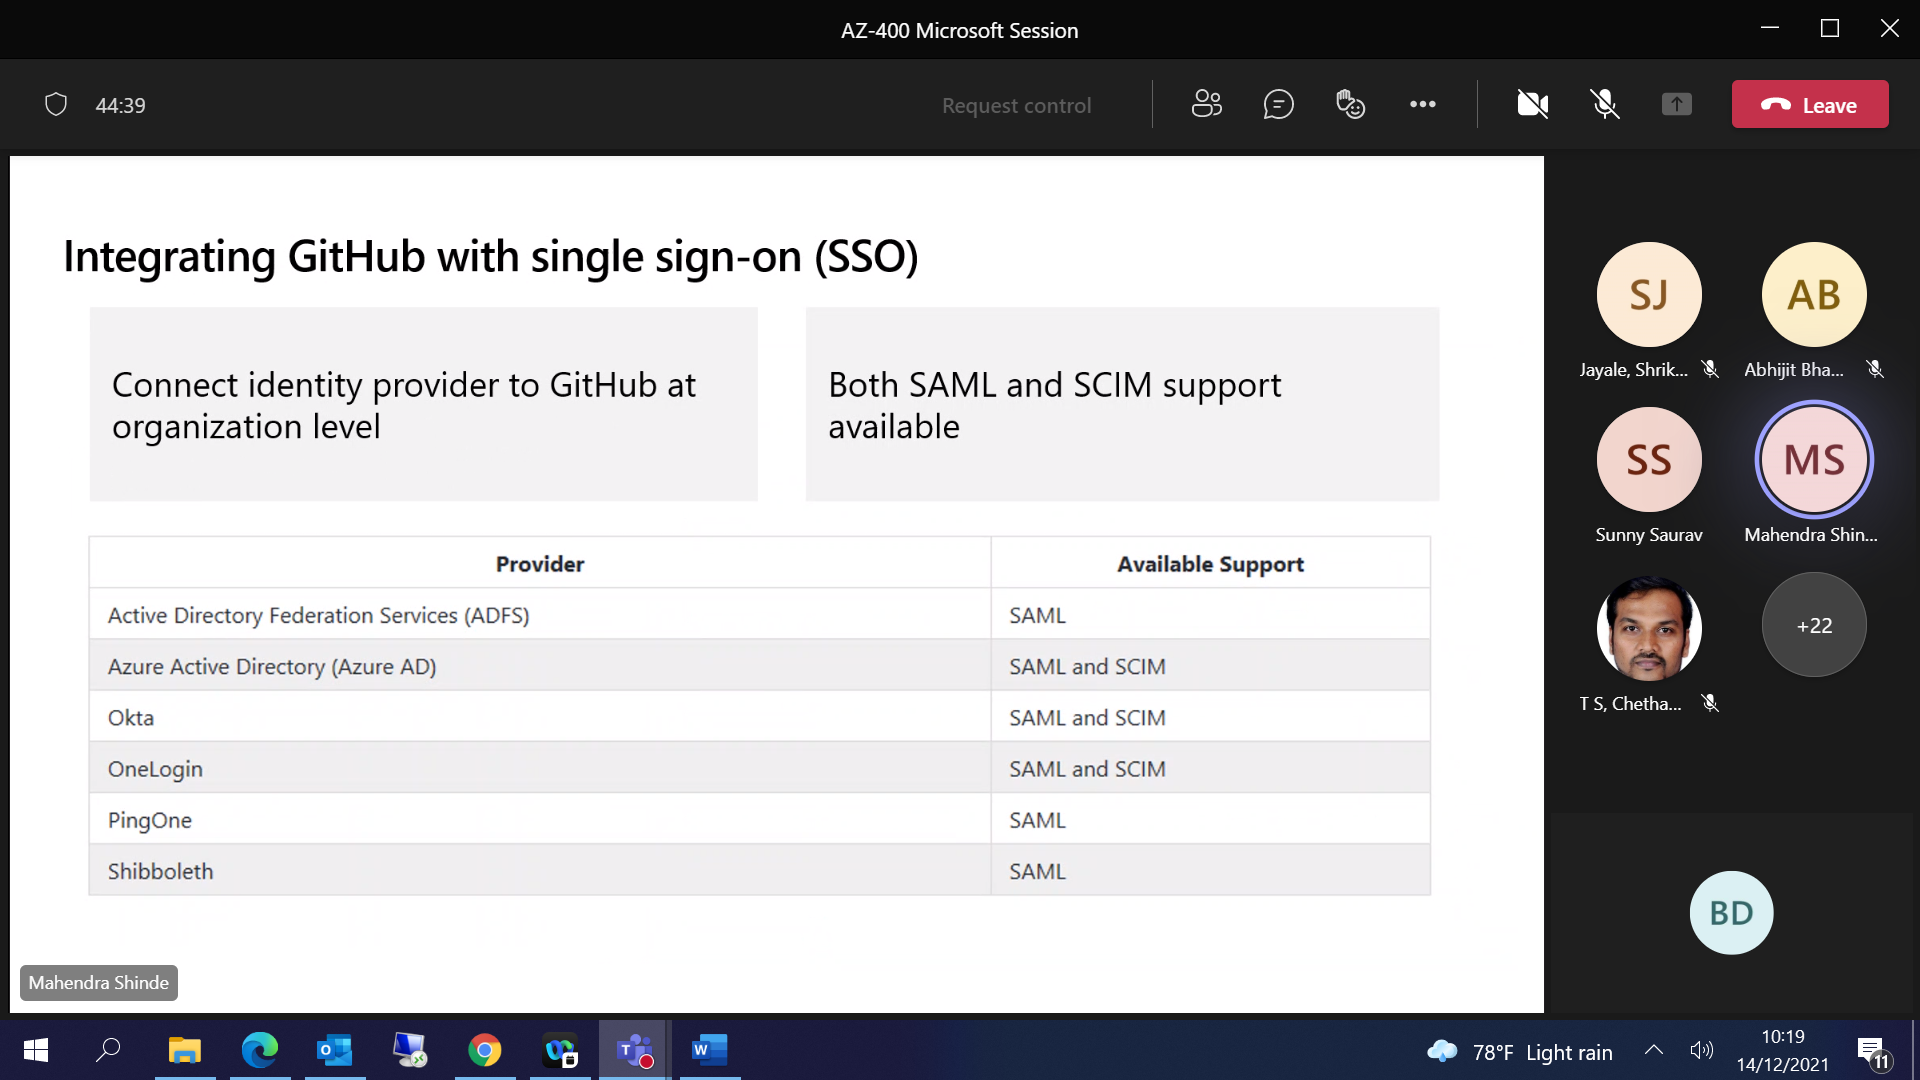 AZ-400 Microsoft Session
44:39
Request control
Leave
Integrating GitHub with single sign-on (SSO)
Connect identity provider to GitHub at
organization level
Both SAML and SCIM support
available
Provider Available Support
Active Directory Federation Services (ADFS) SAML
Azure Active Directory (Azure AD) SAML and SCIM
Okta SAML and SCIM
OneLogin SAML and SCIM
PingOne SAML
Shibboleth SAML
Mahendra Shinde
SJ AB
Jayale, Shrik... Abhijit Bha...
SS MS
Sunny Saurav Mahendra Shin...
+22
T S, Chetha...
BD
78°F Light rain
10:19
14/12/2021
11